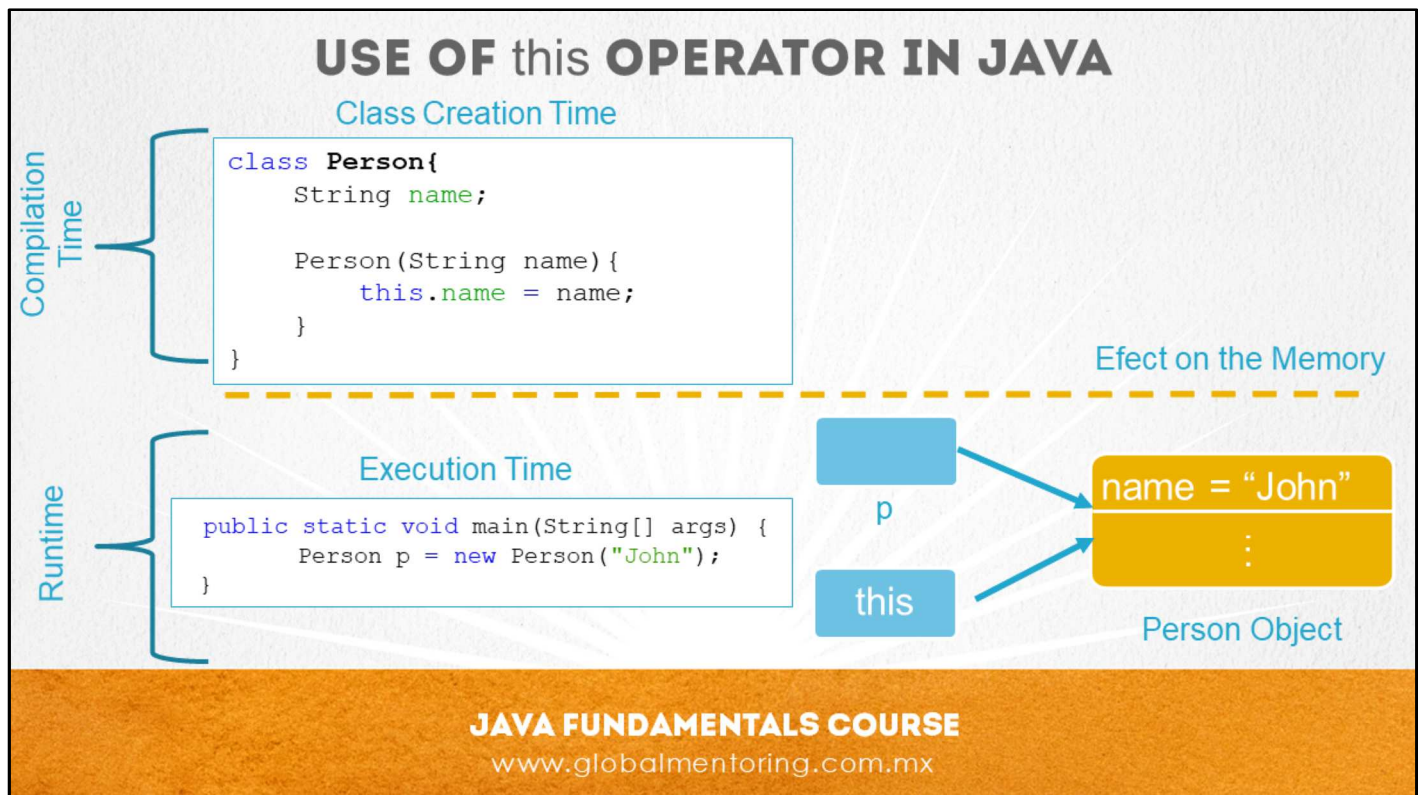 USE OF this OPERATOR IN JAVA
Class Creation Time
Compilation
Time
class Person{
    String name;

    Person(String name){
        this.name = name;
    }
}
Efect on the Memory
Runtime
Execution Time
public static void main(String[] args) {
      Person p = new Person("John");
}
p
this
name = “John”
⋮
Person Object
JAVA FUNDAMENTALS COURSE
www.globalmentoring.com.mx